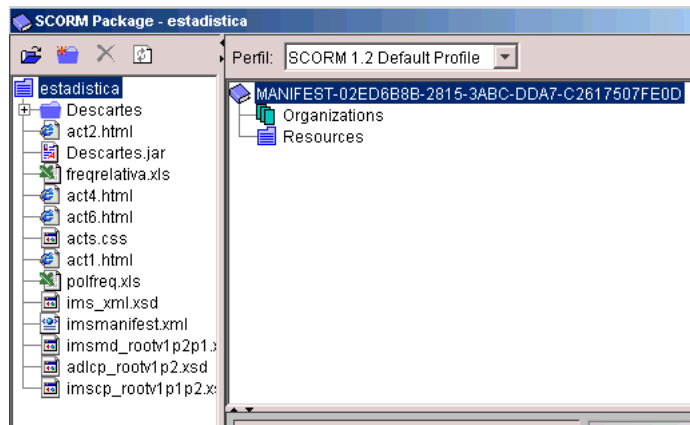 SCORM Package - estadistica
Perfil: SCORM 1.2 Default Profile
estadistica
Descartes
act2.html
Descartes.jar
freqrelativa.xls
act4.html
act6.html
acts.css
act1.html
polfreq.xls
ims_xml.xsd
imsmanifest.xml
imsmd_rootv1p2p1.x
adlcp_rootv1p2.xsd
imscp_rootv1p1p2.x
MANIFEST-02ED6B8B-2815-3ABC-DDA7-C2617507FE0D
Organizations
Resources